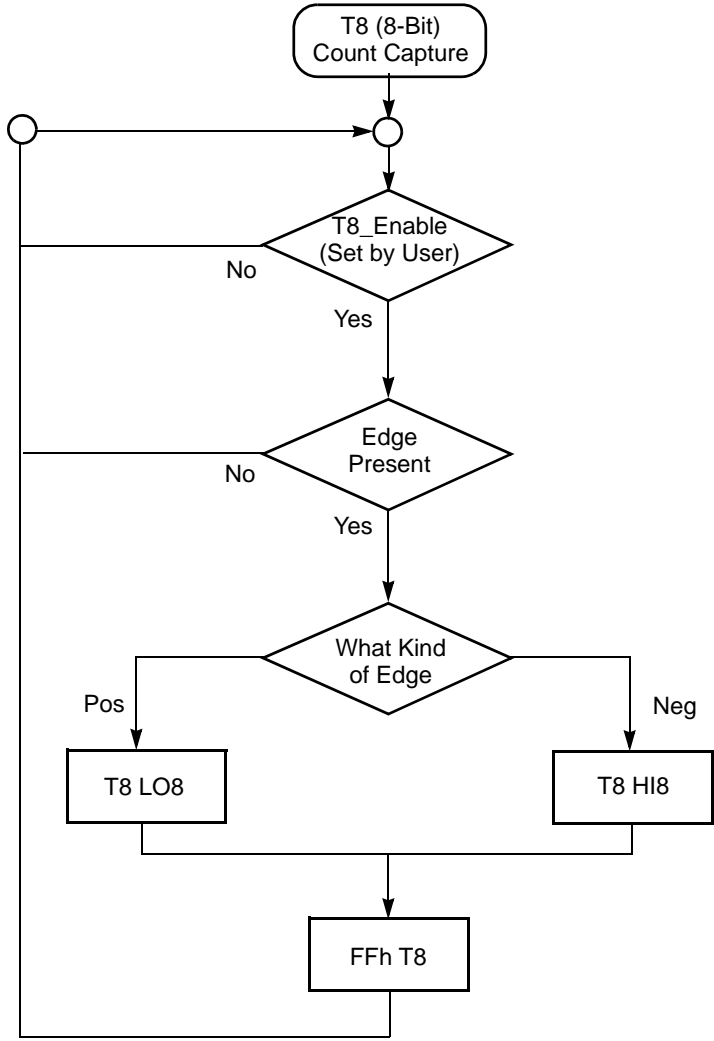 T8 (8-Bit)
Count Capture
T8_Enable
(Set by User)
No
Yes
Edge
Present
No
Yes
What Kind
of Edge
Pos
Neg
T8 LO8
T8 HI8
FFh T8